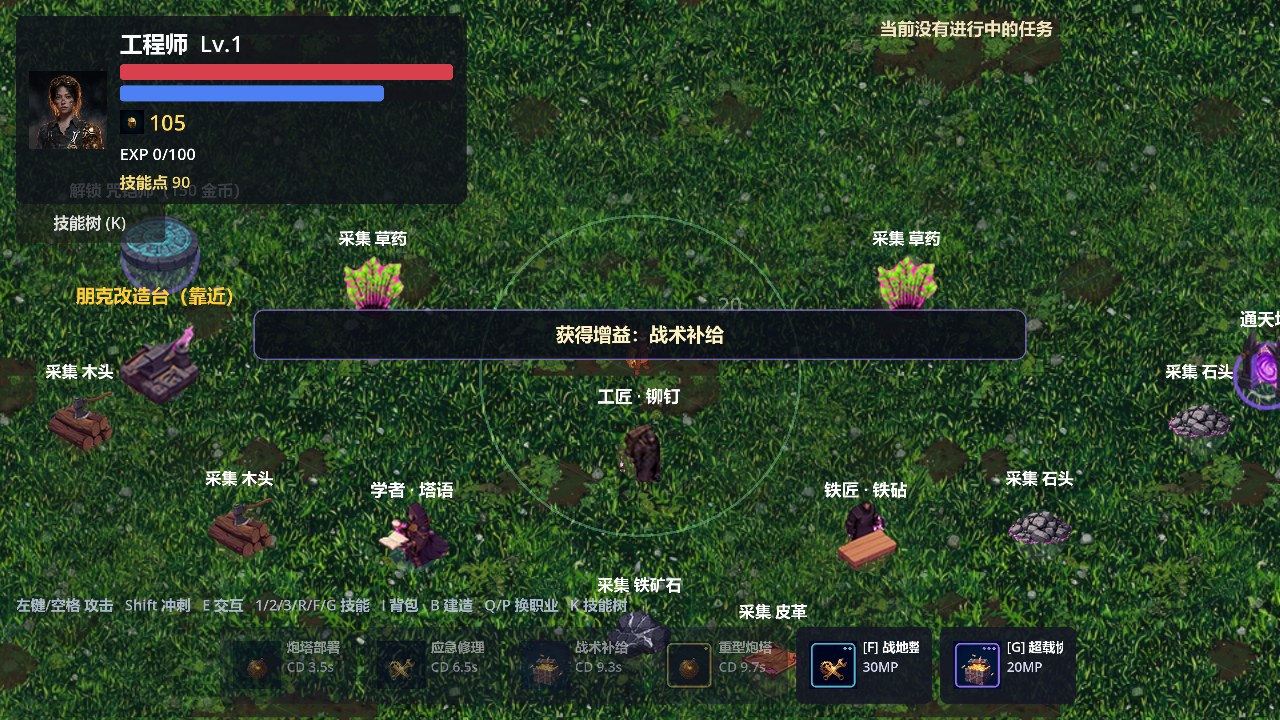 工程师 Lv.1
当前没有进行中的任务
105
EXP 0/100
技能点 90
技能树 (K)
采集 草药
采集 草药
朋克改造台（靠近）
20
通天
获得增益：战术补给
采集 木头
采集 石头
工匠 · 铆钉
采集 木头
学者 · 塔语
铁匠 · 铁砧
采集 石头
采集 铁矿石
左键/空格 攻击 Shift 冲刺 E 交互 1/2/3/R/F/G 技能 I 背包 B 建造 Q/P 换职业 K 技能树
采集 皮革
炮塔部署
CD 3.5s
应急修理
CD 6.5s
战术补给
CD 9.3s
重型炮塔
CD 9.7s
[F] 战地整
30MP
[G] 超载
20MP